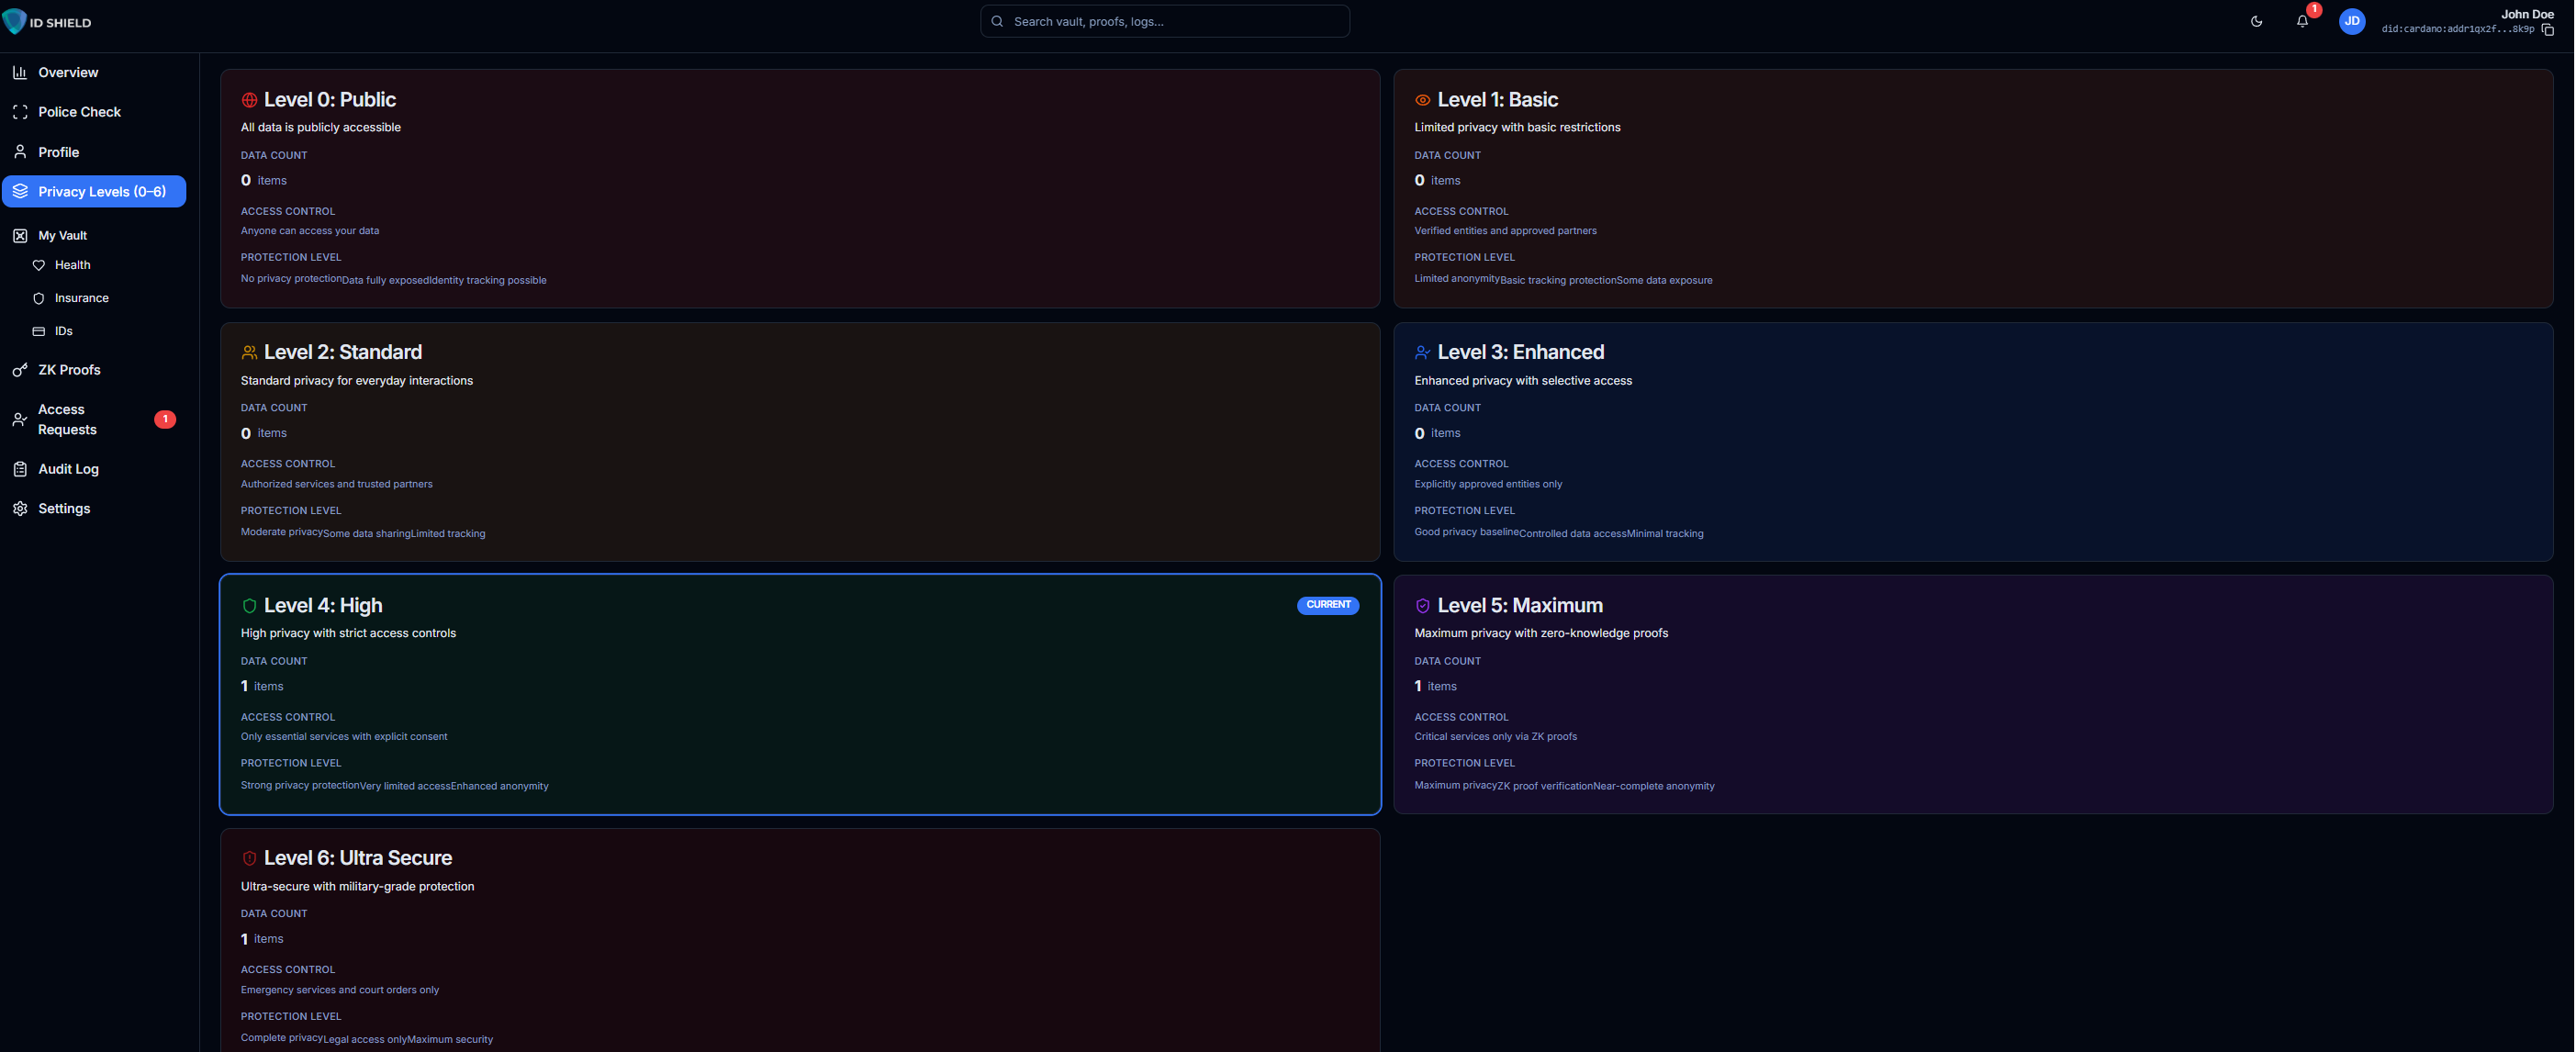 ID SHIELD
Search vault, proofs, logs...
1
JD
John Doe
did:cardano:addr1qx2f...8k9p
Overview
Police Check
Profile
Privacy Levels (0–6)
My Vault
Health
Insurance
IDs
ZK Proofs
Access
Requests
1
Audit Log
Settings
Level 0: Public
All data is publicly accessible
DATA COUNT
0 items
ACCESS CONTROL
Anyone can access your data
PROTECTION LEVEL
No privacy protectionData fully exposedIdentity tracking possible
Level 1: Basic
Limited privacy with basic restrictions
DATA COUNT
0 items
ACCESS CONTROL
Verified entities and approved partners
PROTECTION LEVEL
Limited anonymityBasic tracking protectionSome data exposure
Level 2: Standard
Standard privacy for everyday interactions
DATA COUNT
0 items
ACCESS CONTROL
Authorized services and trusted partners
PROTECTION LEVEL
Moderate privacySome data sharingLimited tracking
Level 3: Enhanced
Enhanced privacy with selective access
DATA COUNT
0 items
ACCESS CONTROL
Explicitly approved entities only
PROTECTION LEVEL
Good privacy baselineControlled data accessMinimal tracking
Level 4: High
CURRENT
High privacy with strict access controls
DATA COUNT
1 items
ACCESS CONTROL
Only essential services with explicit consent
PROTECTION LEVEL
Strong privacy protectionVery limited accessEnhanced anonymity
Level 5: Maximum
Maximum privacy with zero-knowledge proofs
DATA COUNT
1 items
ACCESS CONTROL
Critical services only via ZK proofs
PROTECTION LEVEL
Maximum privacyZK proof verificationNear-complete anonymity
Level 6: Ultra Secure
Ultra-secure with military-grade protection
DATA COUNT
1 items
ACCESS CONTROL
Emergency services and court orders only
PROTECTION LEVEL
Complete privacyLegal access onlyMaximum security